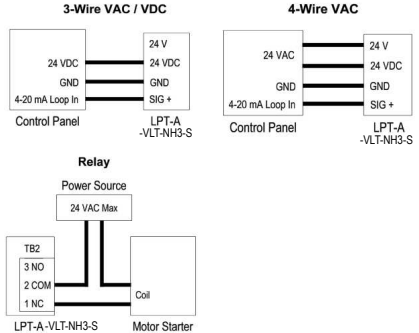 3-Wire VAC / VDC
24 VDC
GND
4-20 mA Loop In
24 V
24 VDC
GND
SIG +
Control Panel
LPT-A
-VLT-NH3-S
4-Wire VAC
24 VAC
GND
4-20 mA Loop In
24 V
24 VDC
GND
SIG +
Control Panel
LPT-A
-VLT-NH3-S
Relay
Power Source
24 VAC Max
TB2
3 NO
2 COM
1 NC
Coil
LPT-A -VLT-NH3-S
Motor Starter